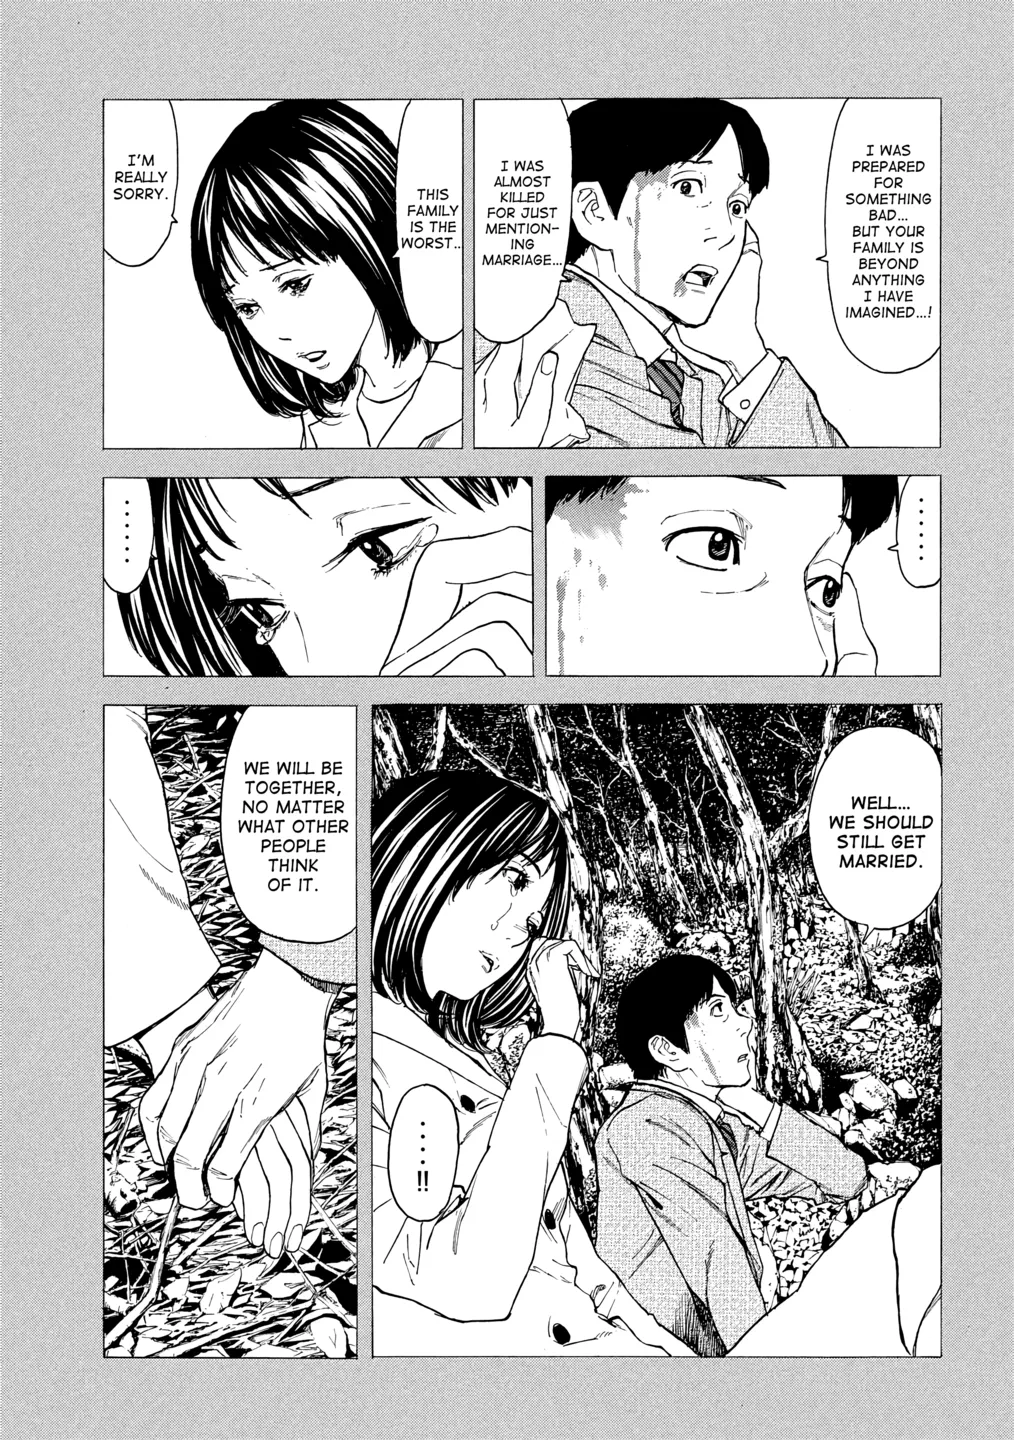 I WAS
PREPARED
FOR
SOMETHING
BAD...
BUT YOUR
FAMILY IS
BEYOND
ANYTHING
I HAVE
IMAGINED...!
I WAS
ALMOST
KILLED
FOR JUST
MENTION-
ING
MARRIAGE...
THIS
FAMILY
IS THE
WORST..
I'M
REALLY
SORRY.
.....
.....
WELL...
WE SHOULD
STILL GET
MARRIED.
....!!
WE WILL BE
TOGETHER,
NO MATTER
WHAT OTHER
PEOPLE
THINK
OF IT.